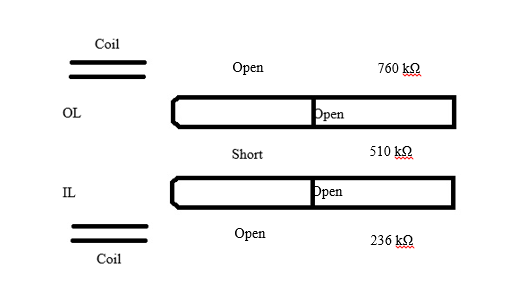 Coil
Open 760 kΩ
OL
Open
Short 510 kΩ
IL
Open
Open 236 kΩ
Coil